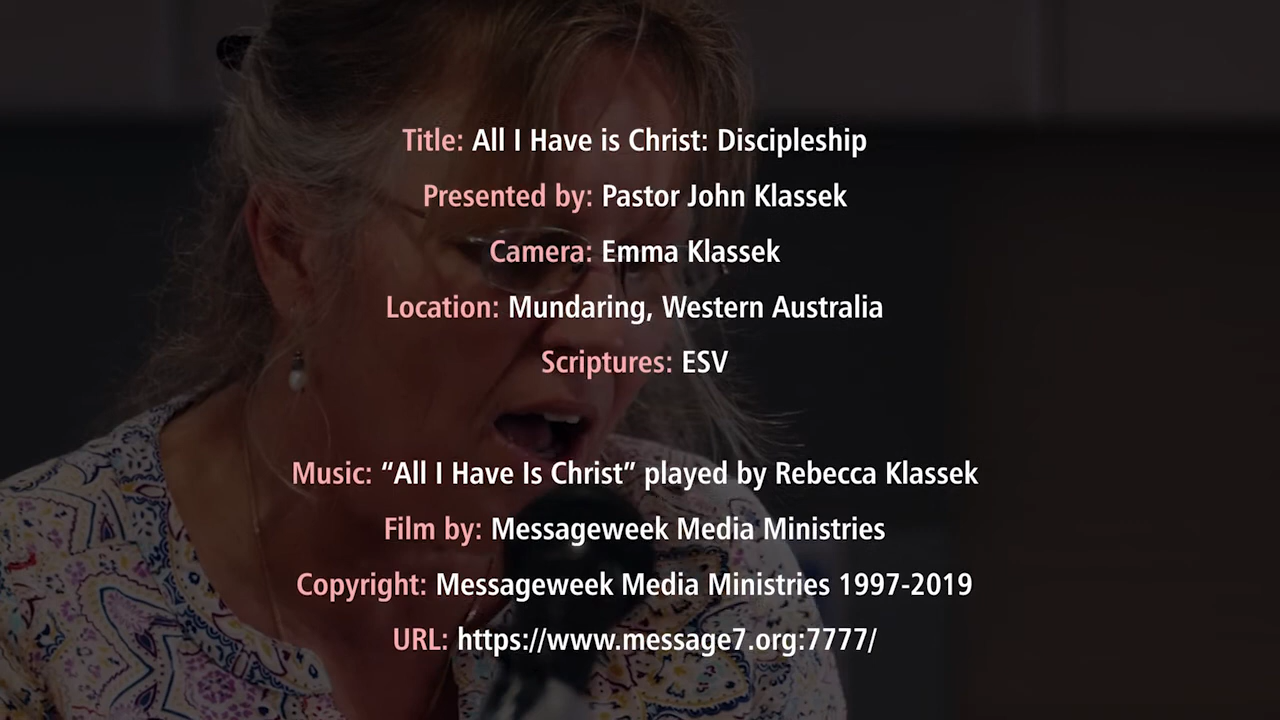 Title: All I Have is Christ: Discipleship
Presented by: Pastor John Klassek
Camera: Emma Klassek
Location: Mundaring, Western Australia
Scriptures: ESV
Music: “All I Have Is Christ” played by Rebecca Klassek
Film by: Messageweek Media Ministries
Copyright: Messageweek Media Ministries 1997-2019
URL: https://www.message7.org:7777/